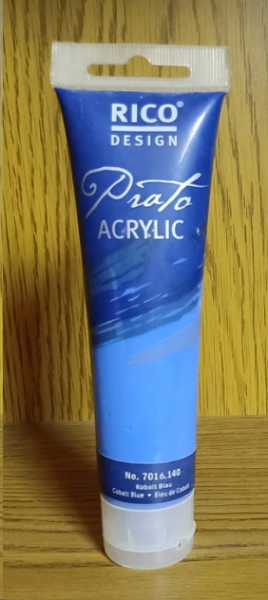 RICO®
DESIGN
Prato
ACRYLIC
No. 7016.140
Kobalt Blau
Cobalt Blue • Bleu de Cobalt